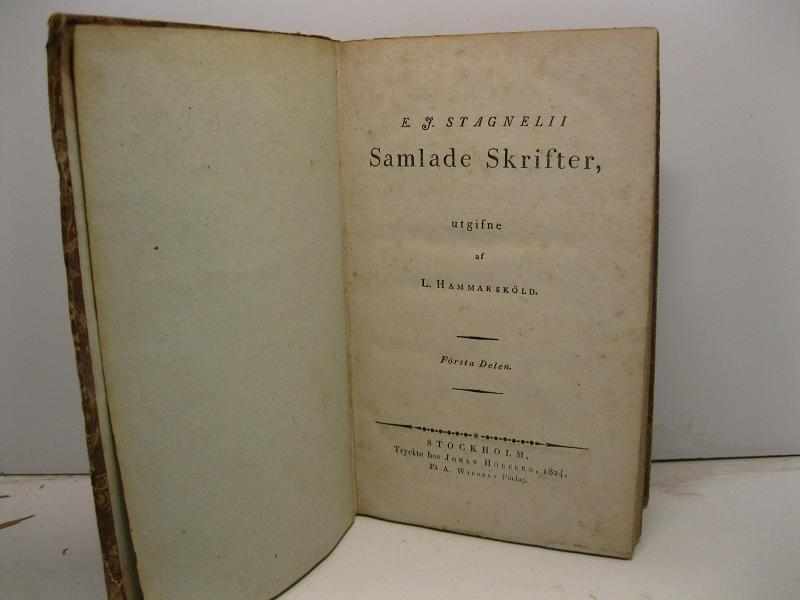 E. J. STAGNELII
Samlade Skrifter,
utgifne
af
L. HAMMARSKÖLD.
Första Delen.
STOCKHOLM,
Tryckte hos JOHAN HÖRBERG, 1824.
På A. WIBORGS Förlag.